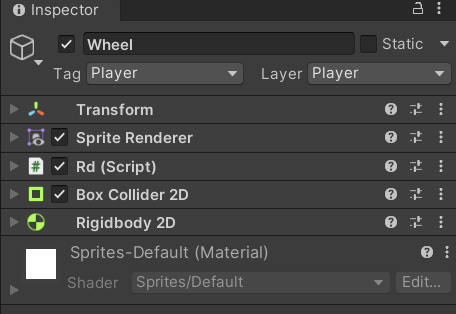 Inspector
Wheel Static
Tag Player Layer Player
Transform
Sprite Renderer
Rd (Script)
Box Collider 2D
Rigidbody 2D
Sprites-Default (Material)
Shader Sprites/Default Edit...